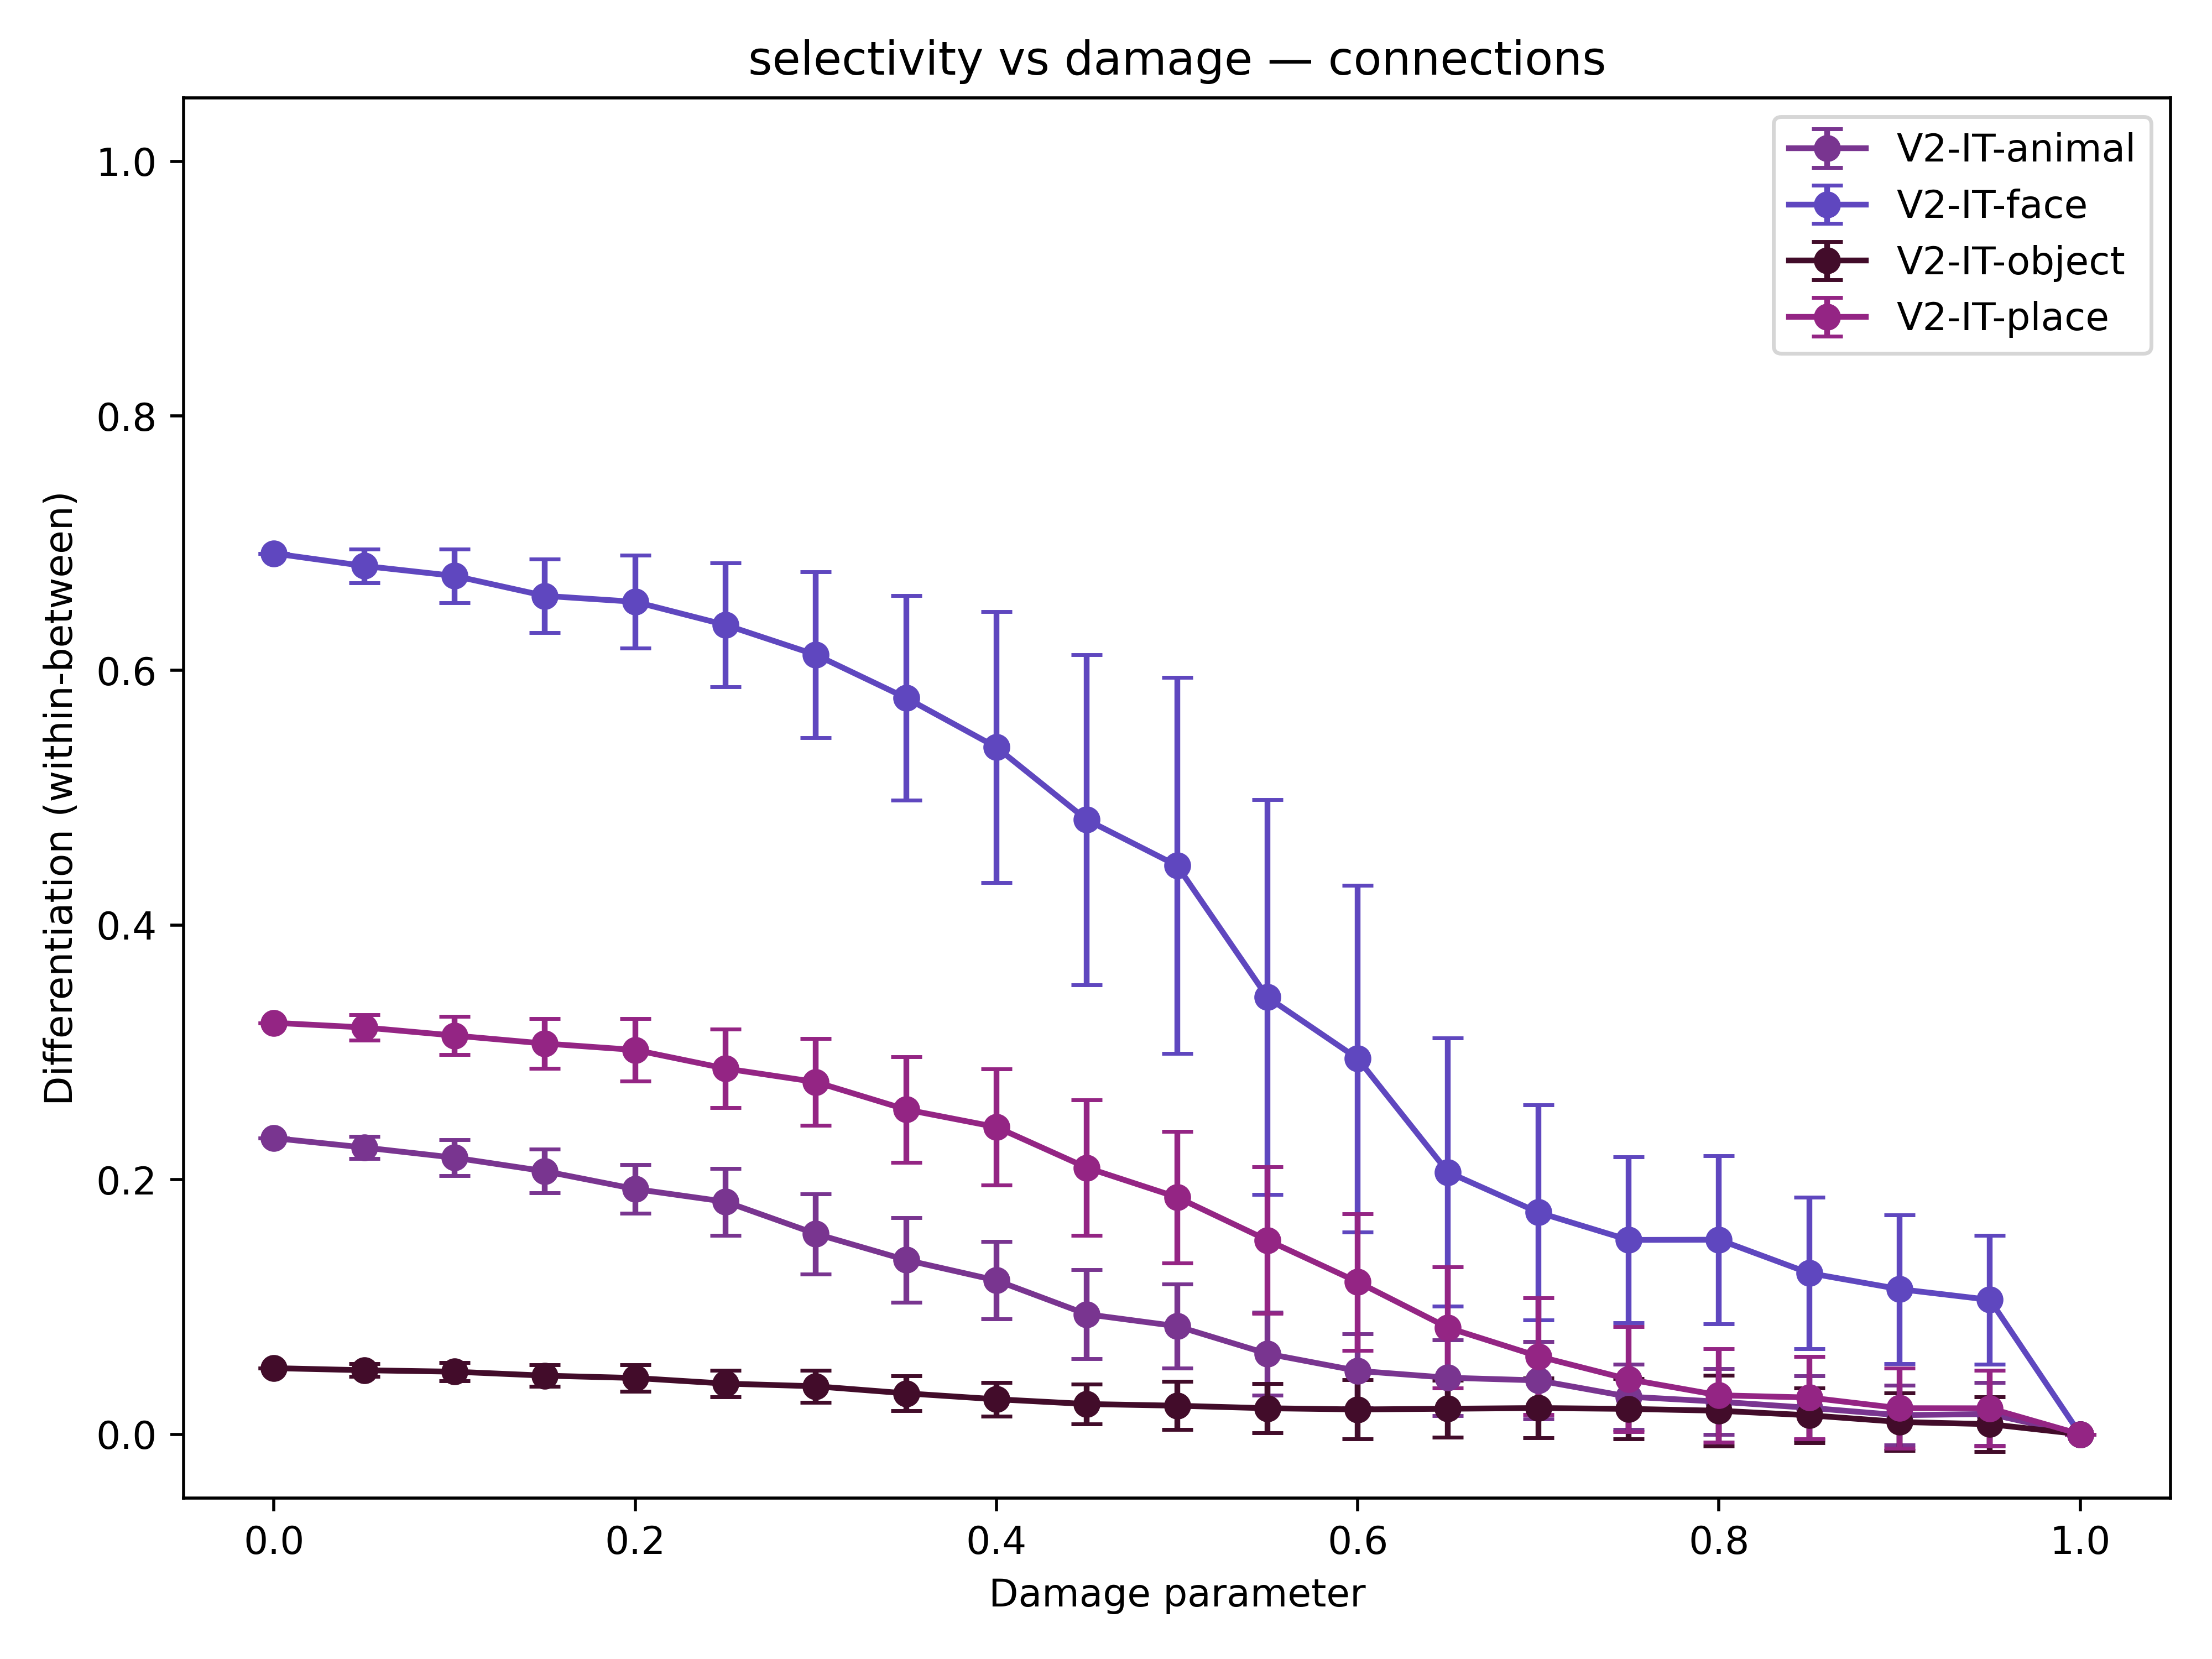 selectivity vs damage — connections
1.0
0.8
0.6
0.4
0.2
0.0
Differentiation (within-between)
V2-IT-animal
V2-IT-face
V2-IT-object
V2-IT-place
0.0 0.2 0.4 0.6 0.8 1.0
Damage parameter